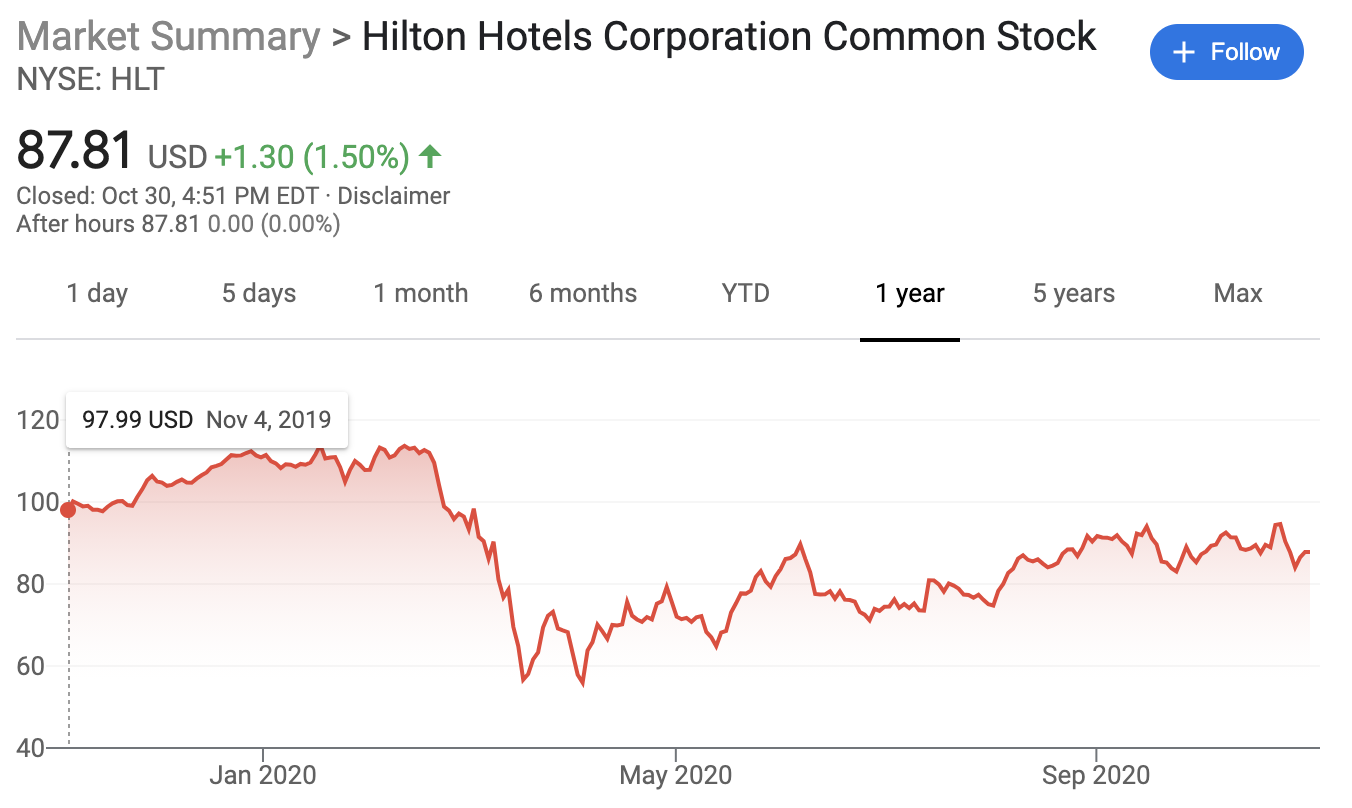 Market Summary > Hilton Hotels Corporation Common Stock
+ Follow
NYSE: HLT
87.81 USD +1.30 (1.50%) ↑
Closed: Oct 30, 4:51 PM EDT · Disclaimer
After hours 87.81 0.00 (0.00%)
1 day 5 days 1 month 6 months YTD 1 year 5 years Max
120 97.99 USD Nov 4, 2019
100
80
60
40
Jan 2020 May 2020 Sep 2020